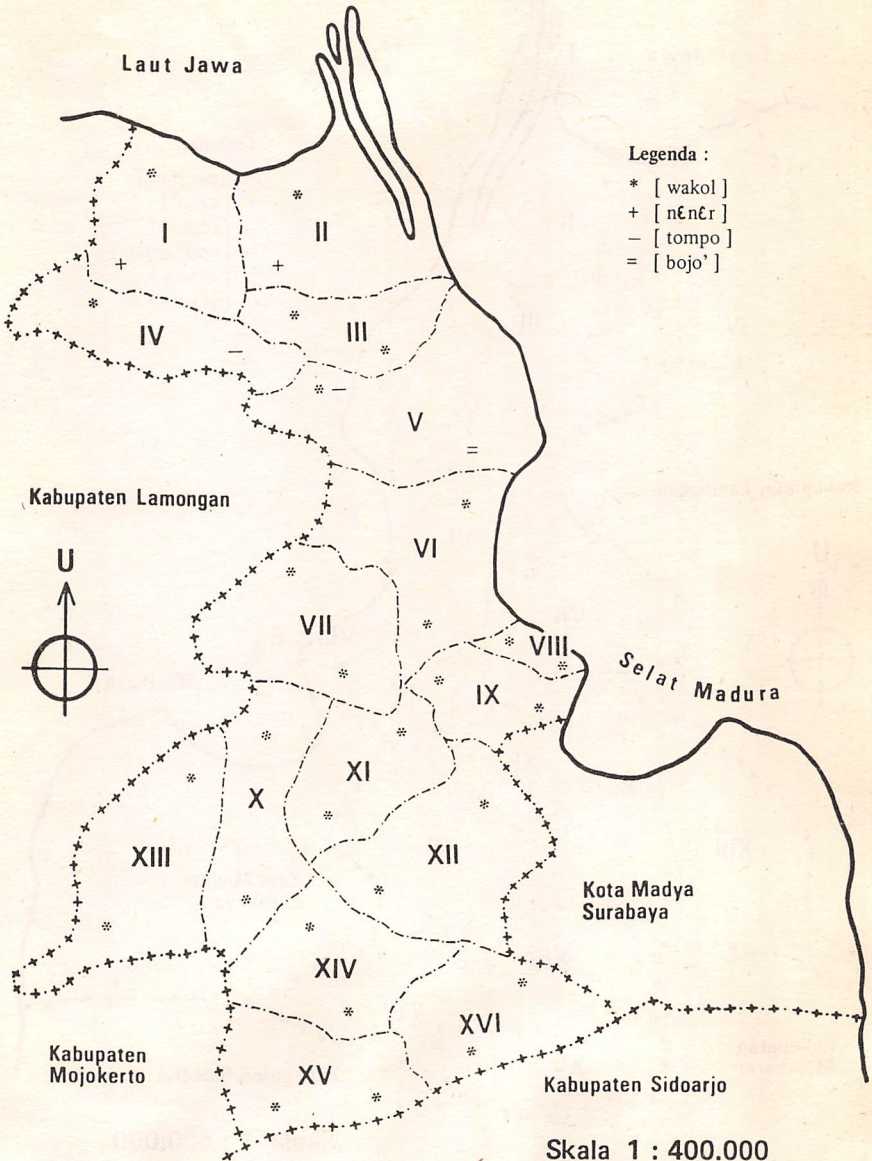 Laut Jawa
Legenda :
* [ wakol ]
+ [ nɛnɛr ]
– [ tompo ]
= [ bojo’ ]
I
II
III
IV
V
Kabupaten Lamongan
U
VI
VII
VIII
Selat Madura
IX
X
XI
XII
XIII
Kota Madya
Surabaya
XIV
XVI
XV
Kabupaten
Mojokerto
Kabupaten Sidoarjo
Skala 1 : 400.000